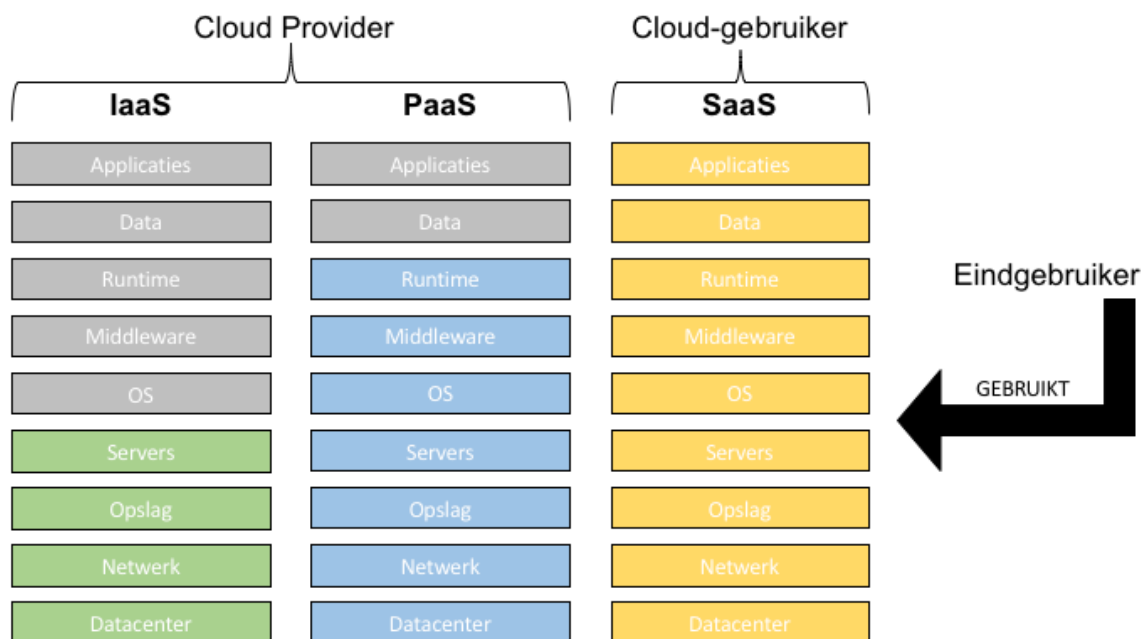 Cloud Provider
Cloud-gebruiker
IaaS
PaaS
SaaS
Applicaties
Applicaties
Applicaties
Data
Data
Data
Runtime
Runtime
Runtime
Eindgebruiker
Middleware
Middleware
Middleware
OS
OS
OS
GEBRUIKT
Servers
Servers
Servers
Opslag
Opslag
Opslag
Netwerk
Netwerk
Netwerk
Datacenter
Datacenter
Datacenter